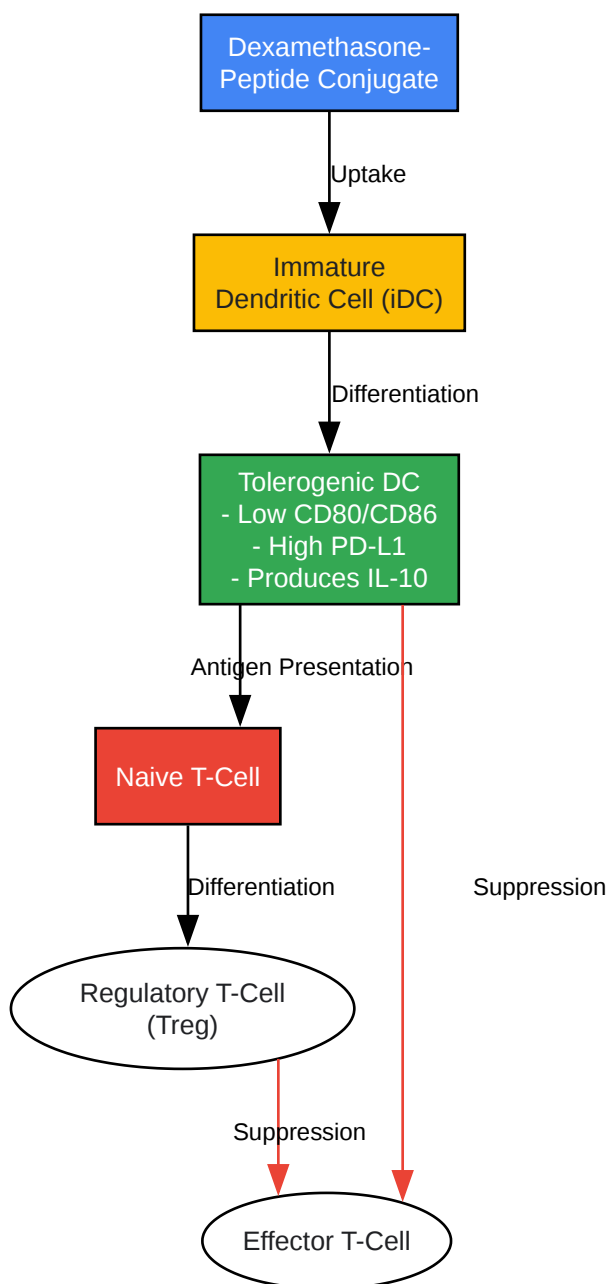 Dexamethasone-
Peptide Conjugate
Uptake
Immature
Dendritic Cell (iDC)
Differentiation
Tolerogenic DC
- Low CD80/CD86
- High PD-L1
- Produces IL-10
Antigen Presentation
Naive T-Cell
Differentiation
Suppression
Regulatory T-Cell
(Treg)
Suppression
Effector T-Cell